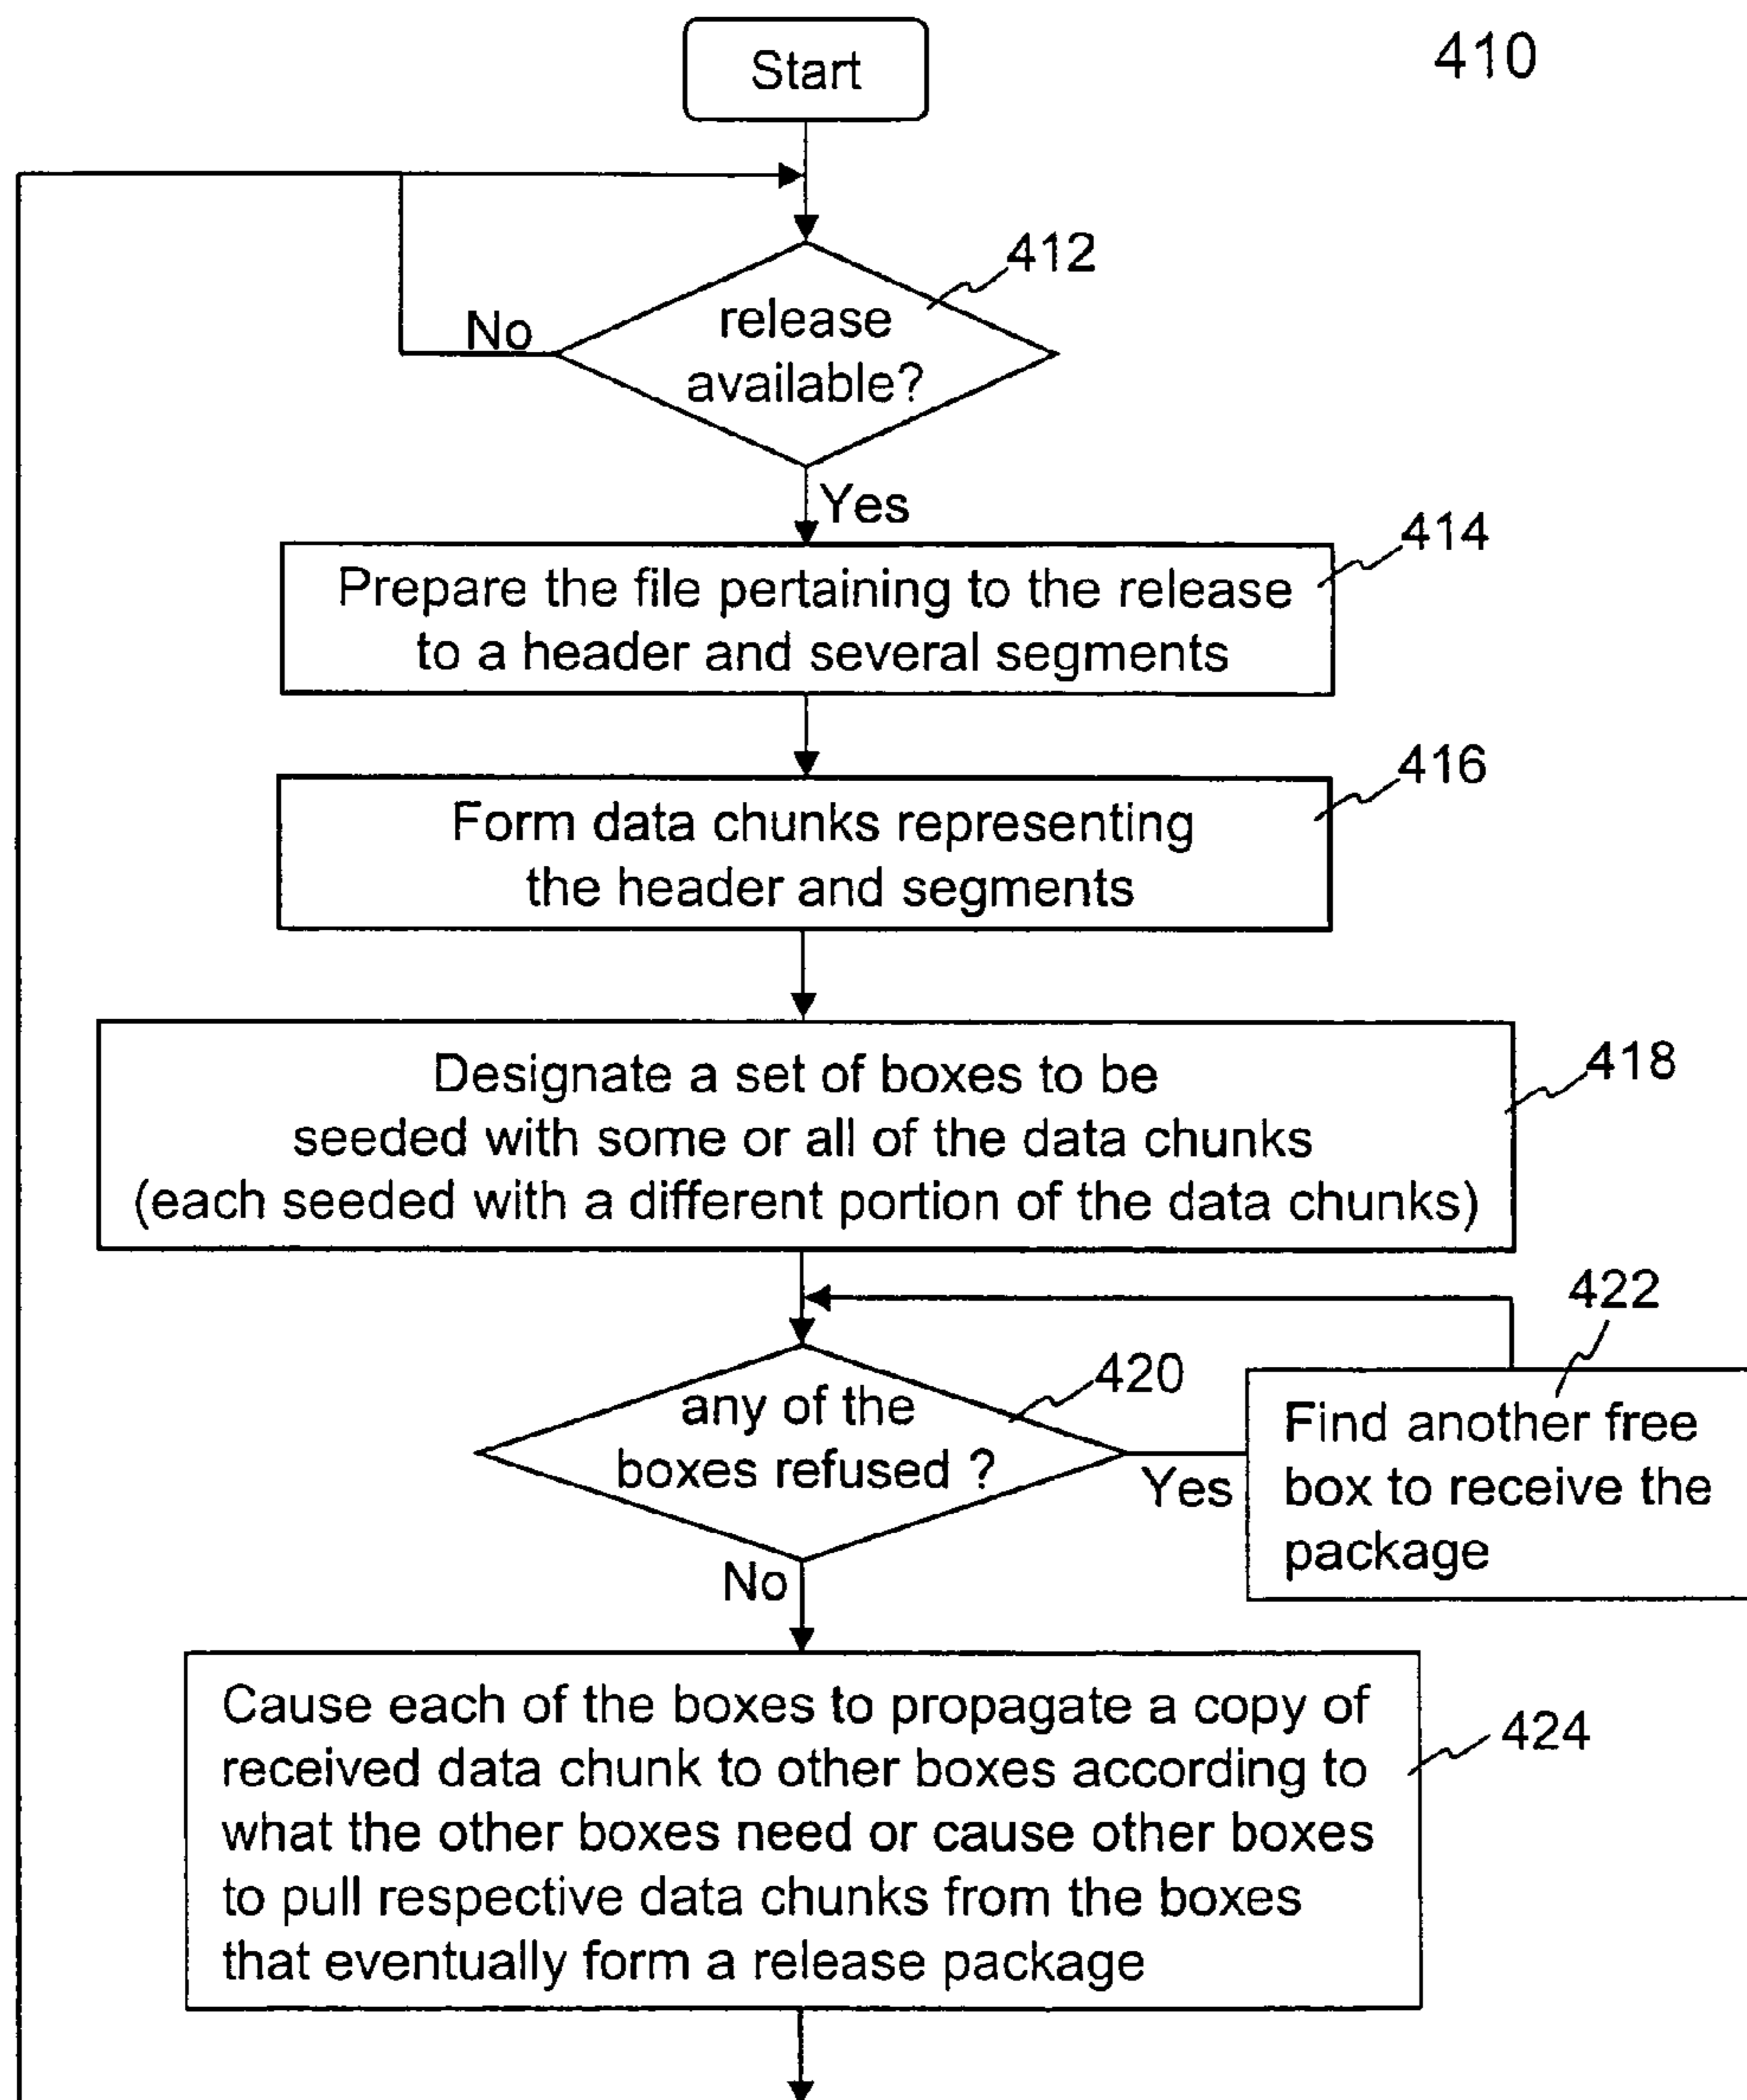 Start
410
412
release
available?
No
Yes
414
Prepare the file pertaining to the release
to a header and several segments
416
Form data chunks representing
the header and segments
418
Designate a set of boxes to be
seeded with some or all of the data chunks
(each seeded with a different portion of the data chunks)
422
420
any of the
boxes refused ?
Yes
Find another free
box to receive the
package
No
424
Cause each of the boxes to propagate a copy of
received data chunk to other boxes according to
what the other boxes need or cause other boxes
to pull respective data chunks from the boxes
that eventually form a release package